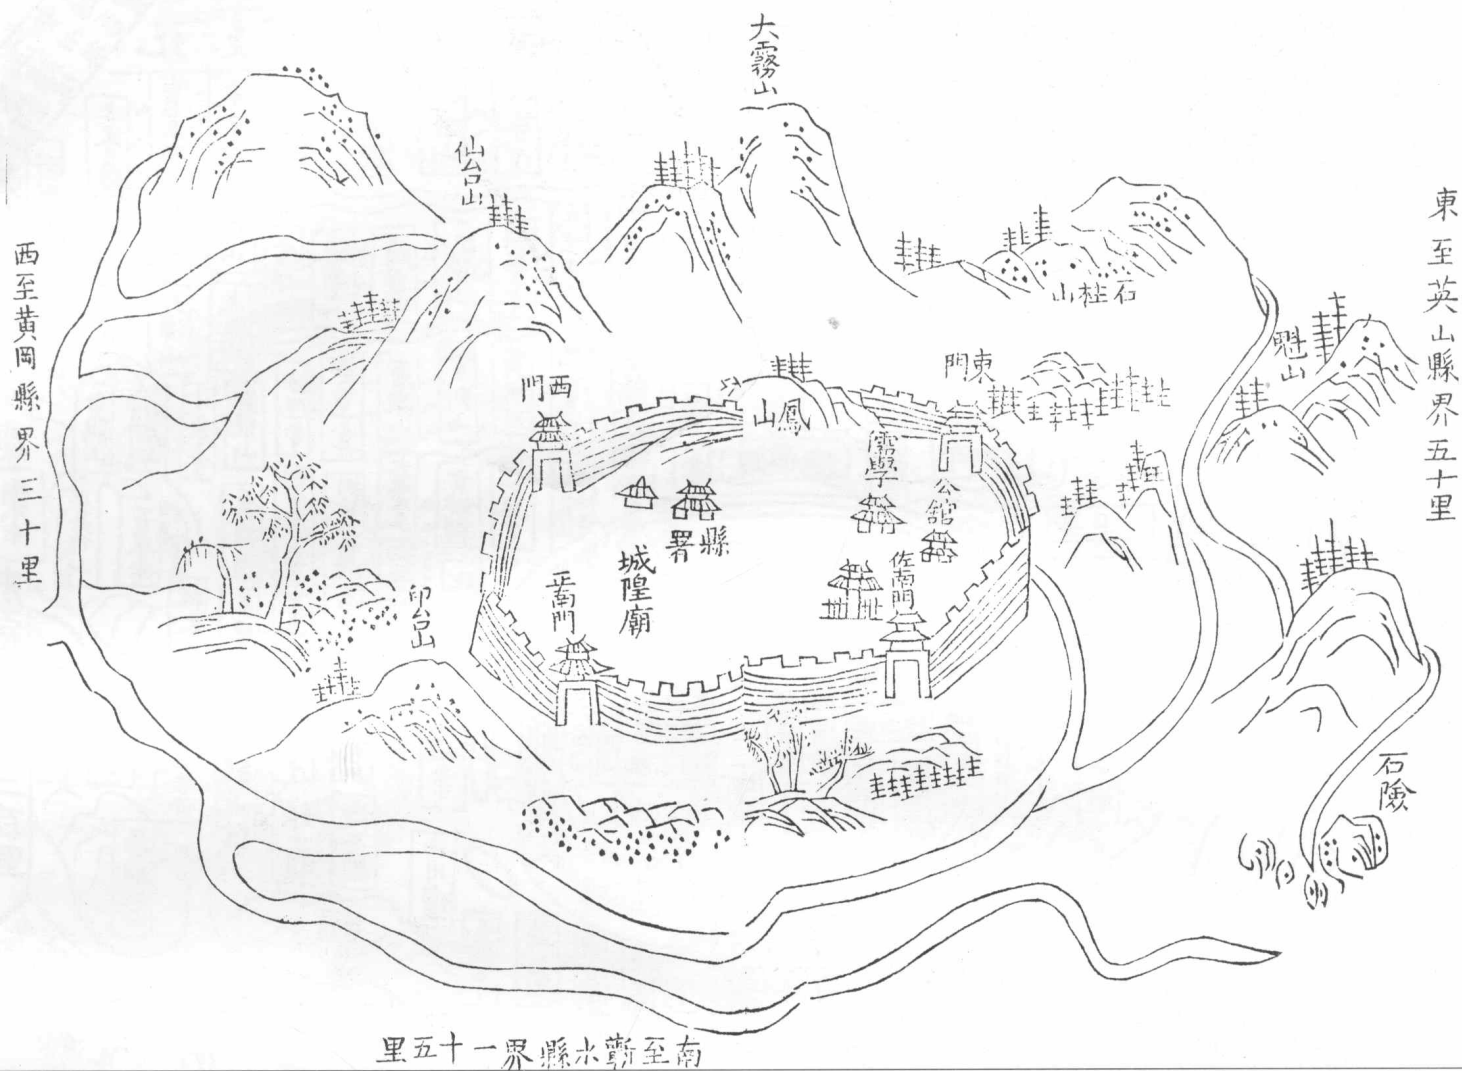 大霧山
仙台山
石柱山
東至英山縣界五十里
魁山
西至黃岡縣界三十里
西門
鳳山
東門
儒學
公館
縣署
城隍廟
佐南門
正南門
印台山
石險
南至蘄水縣界一十五里